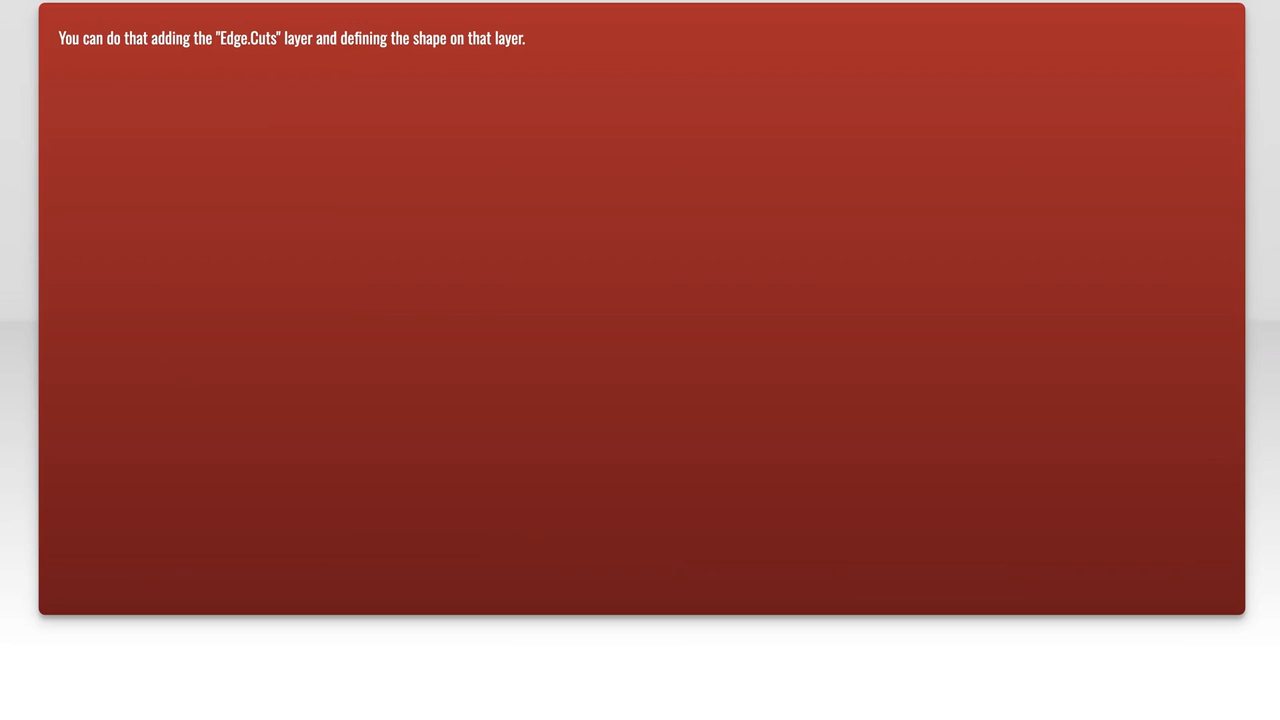 You can do that adding the "Edge.Cuts" layer and defining the shape on that layer.